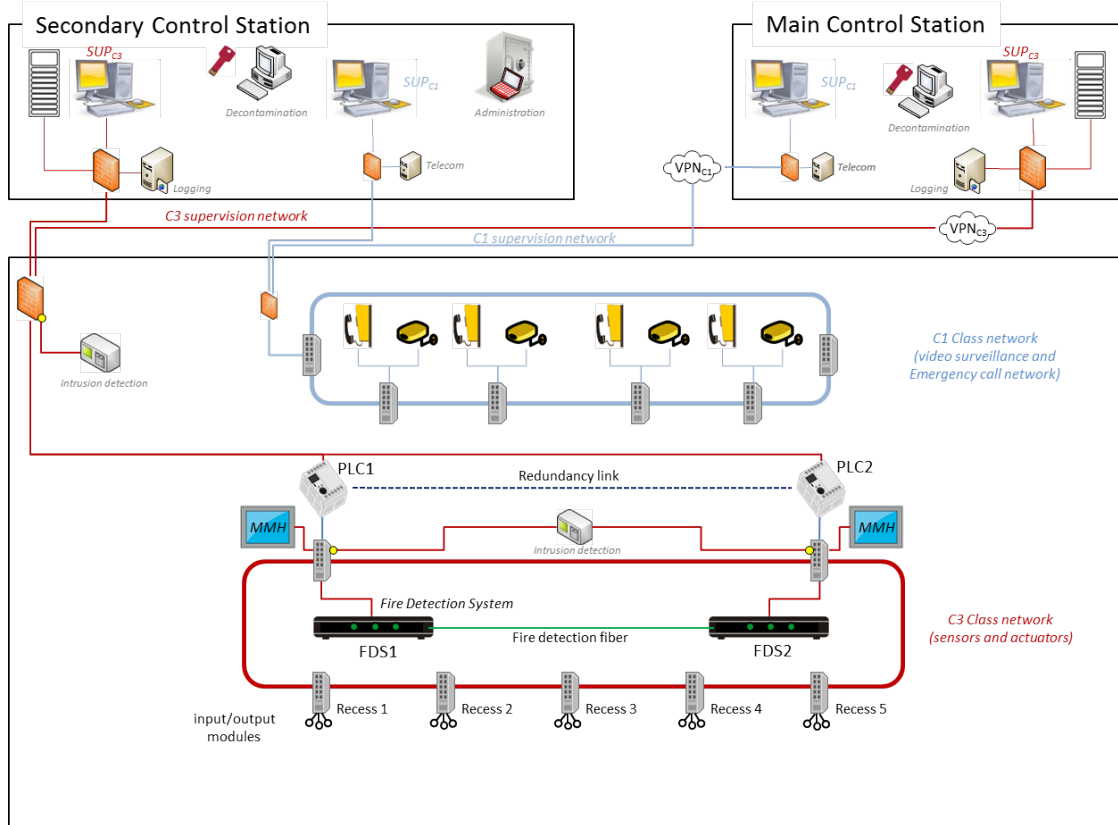 Secondary Control Station
Main Control Station
SUPC3
SUPC1
Decontamination
Administration
Logging
Telecom
SUPC1
SUPC3
Decontamination
Telecom
Logging
VPNC1
VPNC3
C3 supervision network
C1 supervision network
Intrusion detection
C1 Class network
(video surveillance and
Emergency call network)
PLC1
PLC2
Redundancy link
MMH
MMH
Intrusion detection
Fire Detection System
Fire detection fiber
FDS1
FDS2
C3 Class network
(sensors and actuators)
Recess 1
Recess 2
Recess 3
Recess 4
Recess 5
input/output
modules